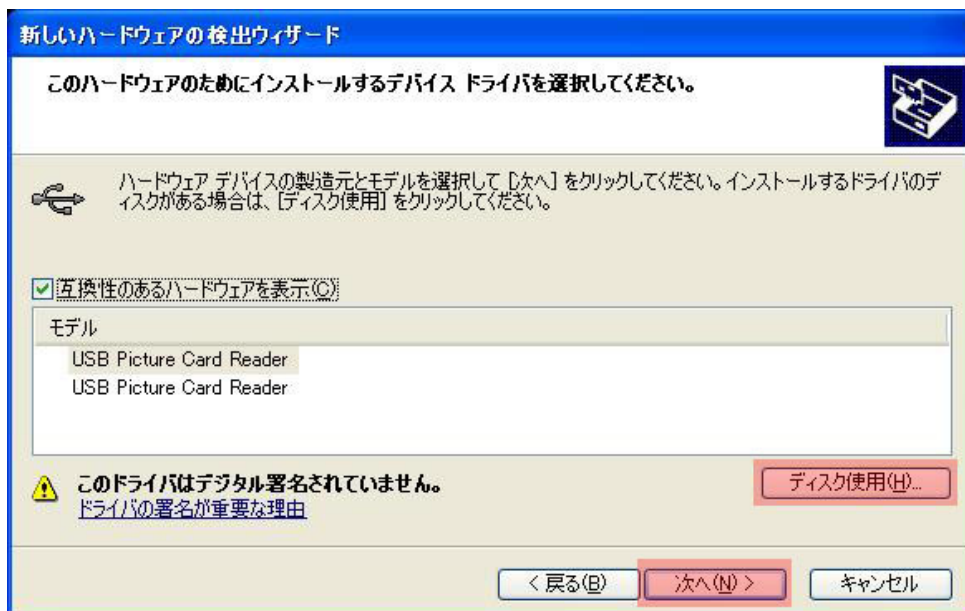 新しいハードウェアの検出ウィザード
このハードウェアのためにインストールするデバイス ドライバを選択してください。
ハードウェア デバイスの製造元とモデルを選択して [次へ] をクリックしてください。インストールするドライバのデ
ィスクがある場合は、[ディスク使用] をクリックしてください。
互換性のあるハードウェアを表示(C)
モデル
USB Picture Card Reader
USB Picture Card Reader
このドライバはデジタル署名されていません。
ドライバの署名が重要な理由
ディスク使用(H)...
< 戻る(B)
次へ(N) >
キャンセル